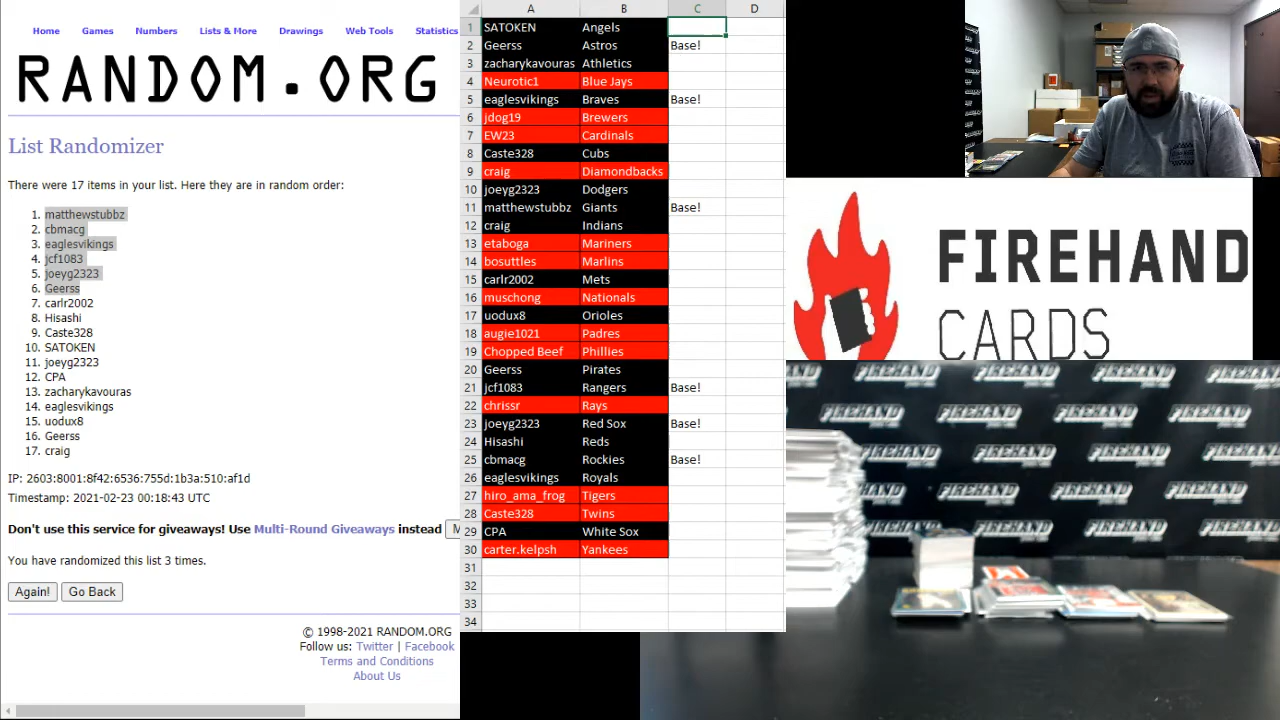 Home Games Numbers Lists & More Drawings Web Tools Statistics
RANDOM.ORG
List Randomizer
There were 17 items in your list. Here they are in random order:
1. matthewstubbz
2. cbmacg
3. eaglesvikings
4. jcf1083
5. joeyg2323
6. Geerss
7. carlr2002
8. Hisashi
9. Caste328
10. SATOKEN
11. joeyg2323
12. CPA
13. zacharykavouras
14. eaglesvikings
15. uodux8
16. Geerss
17. craig
IP: 2603:8001:8f42:6536:755d:1b3a:510:af1d
Timestamp: 2021-02-23 00:18:43 UTC
Don't use this service for giveaways! Use Multi-Round Giveaways instead M
You have randomized this list 3 times.
Again! Go Back
© 1998-2021 RANDOM.ORG
Follow us: Twitter | Facebook
Terms and Conditions
About Us
A B C D
1 SATOKEN Angels
2 Geerss Astros Base!
3 zacharykavouras Athletics
4 Neurotic1 Blue Jays
5 eaglesvikings Braves Base!
6 jdog19 Brewers
7 EW23 Cardinals
8 Caste328 Cubs
9 craig Diamondbacks
10 joeyg2323 Dodgers
11 matthewstubbz Giants Base!
12 craig Indians
13 etaboga Mariners
14 bosuttles Marlins
15 carlr2002 Mets
16 muschong Nationals
17 uodux8 Orioles
18 augie1021 Padres
19 Chopped Beef Phillies
20 Geerss Pirates
21 jcf1083 Rangers Base!
22 chrissr Rays
23 joeyg2323 Red Sox Base!
24 Hisashi Reds
25 cbmacg Rockies Base!
26 eaglesvikings Royals
27 hiro_ama_frog Tigers
28 Caste328 Twins
29 CPA White Sox
30 carter.kelpsh Yankees
31
32
33
34
FIREHAND
CARDS
FIREHAND FIREHAND FIREHAND
FIREHAND FIREHAND FIREHAND
FIREHAND FIREHAND FIREHAND
FIREHAND FIREHAND